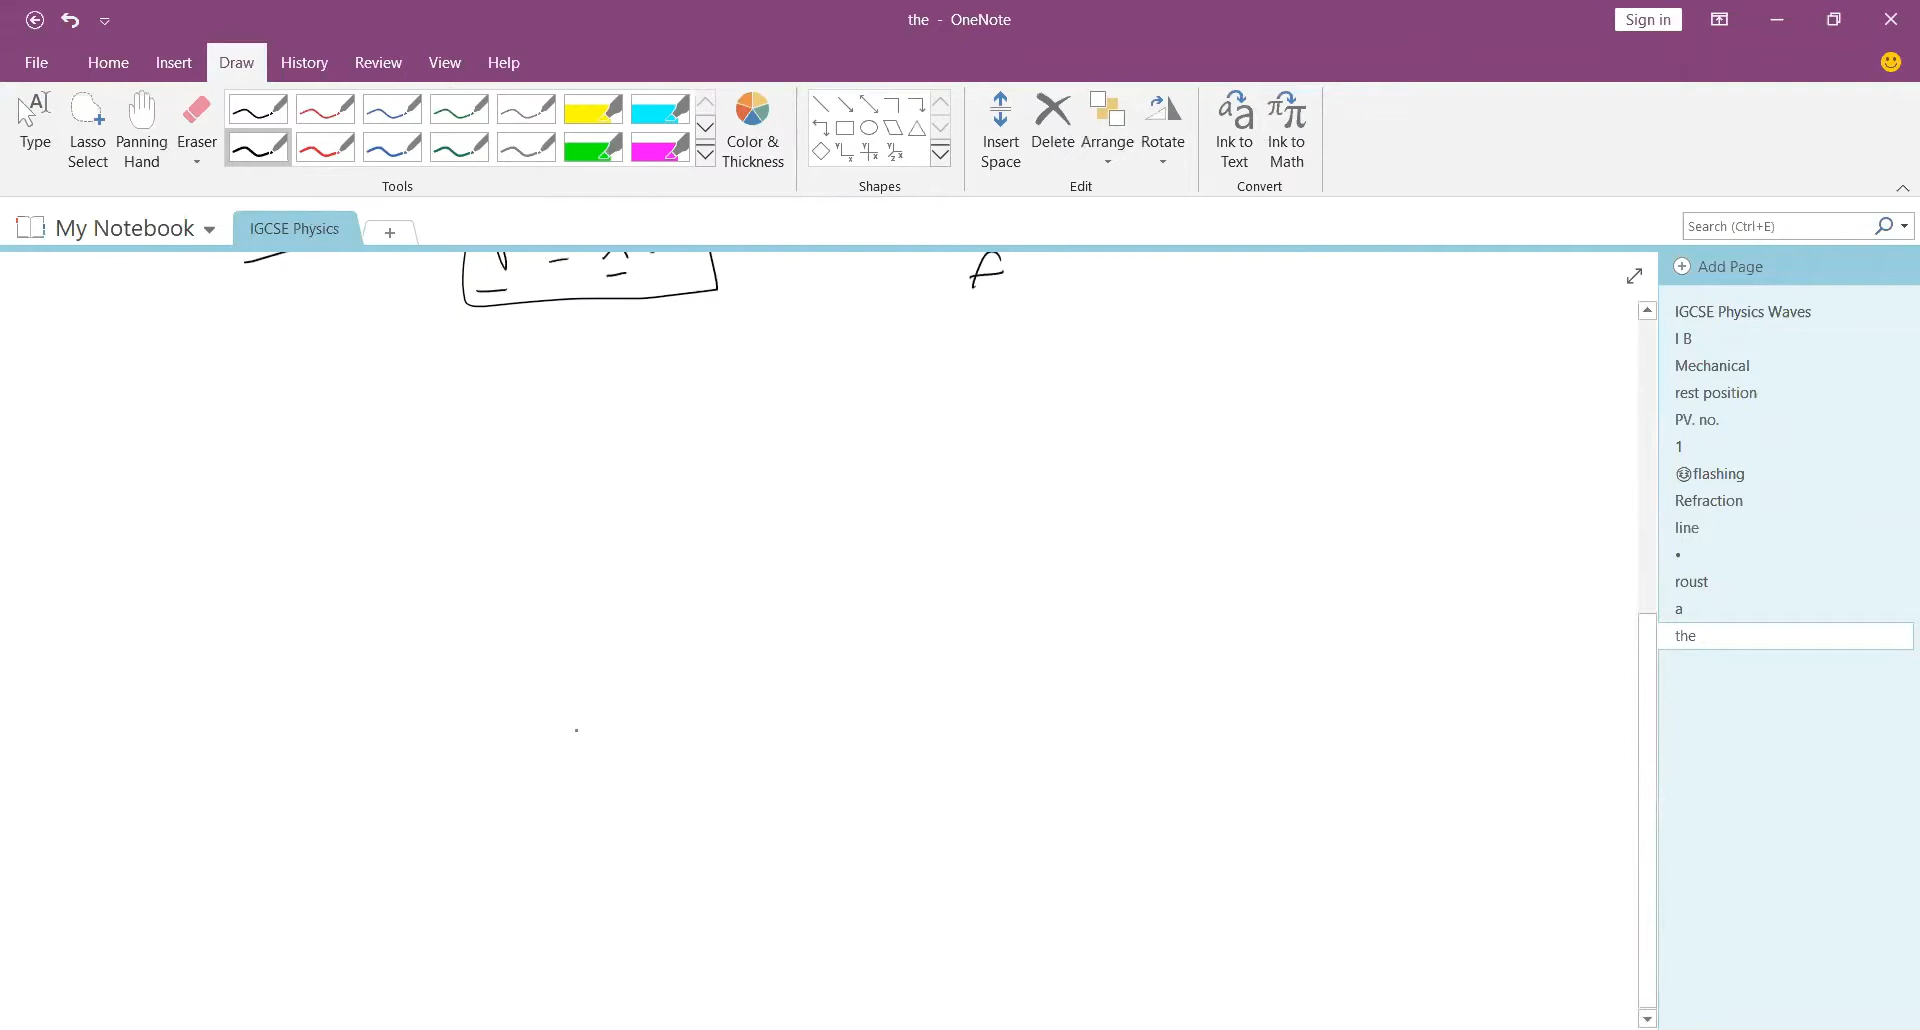 the - OneNote
Sign in
File Home Insert Draw History Review View Help
Type
Lasso Select
Panning Hand
Eraser
Color & Thickness
Insert Space
Delete
Arrange
Rotate
Ink to Text
Ink to Math
Tools Shapes Edit Convert
My Notebook
IGCSE Physics
+
Search (Ctrl+E)
Add Page
IGCSE Physics Waves
I B
Mechanical
rest position
PV. no.
1
flashing
Refraction
line
•
roust
a
the